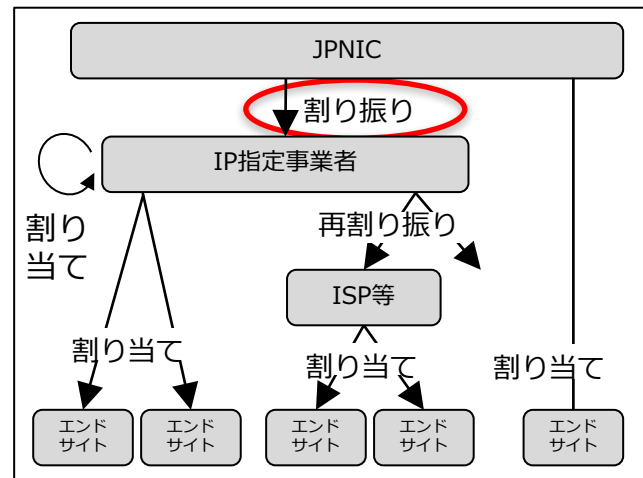 JPNIC
割り振り
IP指定事業者
割り
当て
再割り振り
ISP等
割り当て
割り当て
割り当て
エンド
サイト
エンド
サイト
エンド
サイト
エンド
サイト
エンド
サイト